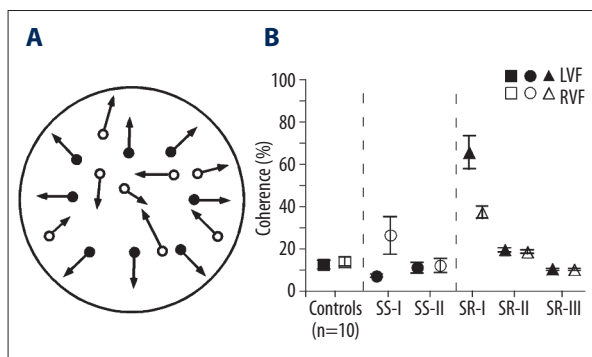 A
B
100
80
60
40
20
0
Coherence (%)
LVF
RVF
Controls
(n=10)
SS-I
SS-II
SR-I
SR-II
SR-III